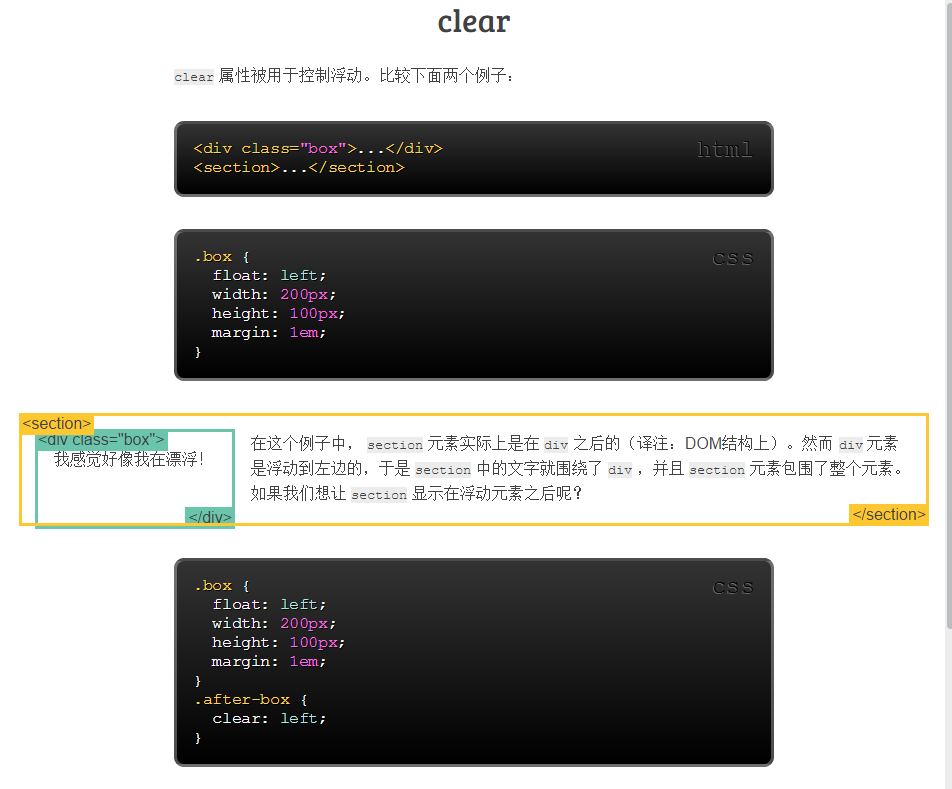 clear
clear 属性被用于控制浮动。比较下面两个例子：
html
<div class="box">...</div>
<section>...</section>
css
.box {
  float: left;
  width: 200px;
  height: 100px;
  margin: 1em;
}
<section>
<div class="box">
我感觉好像我在漂浮！
</div>
在这个例子中， section 元素实际上是在 div 之后的（译注：DOM结构上）。然而 div 元素
是浮动到左边的，于是 section 中的文字就围绕了 div ，并且 section 元素包围了整个元素。
如果我们想让 section 显示在浮动元素之后呢？
</section>
css
.box {
  float: left;
  width: 200px;
  height: 100px;
  margin: 1em;
}
.after-box {
  clear: left;
}